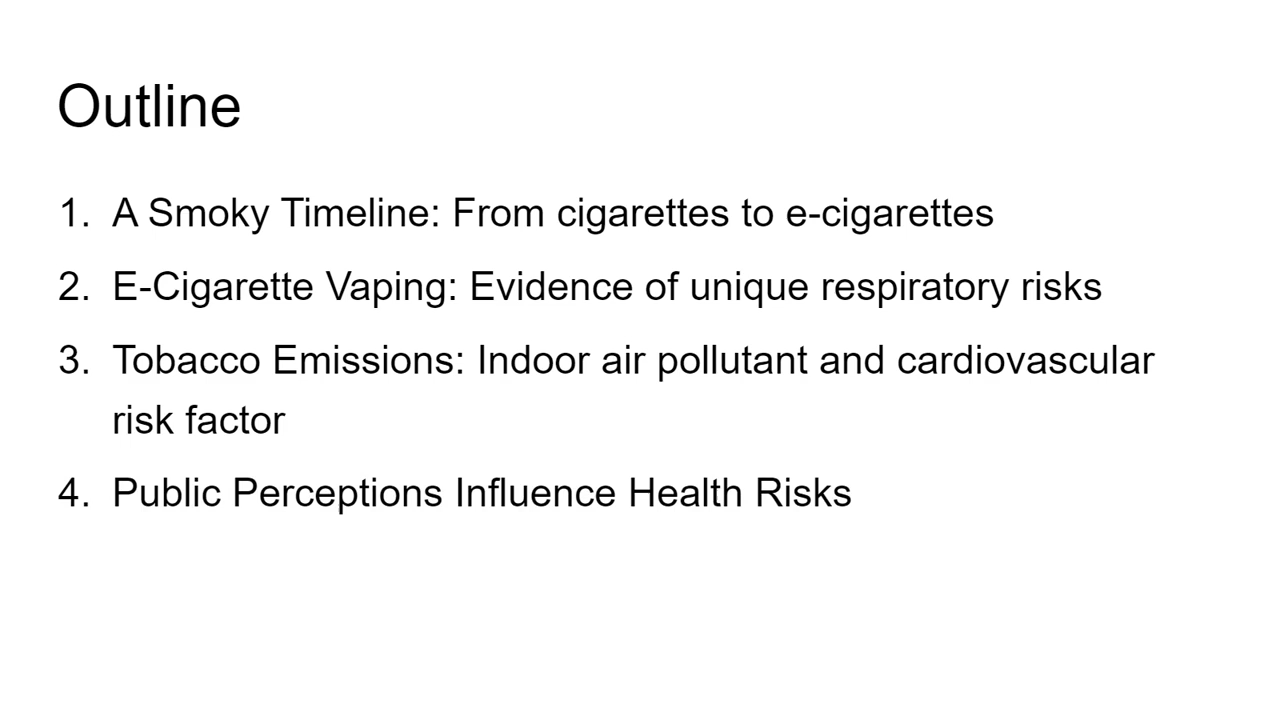 Outline
1. A Smoky Timeline: From cigarettes to e-cigarettes
2. E-Cigarette Vaping: Evidence of unique respiratory risks
3. Tobacco Emissions: Indoor air pollutant and cardiovascular
risk factor
4. Public Perceptions Influence Health Risks